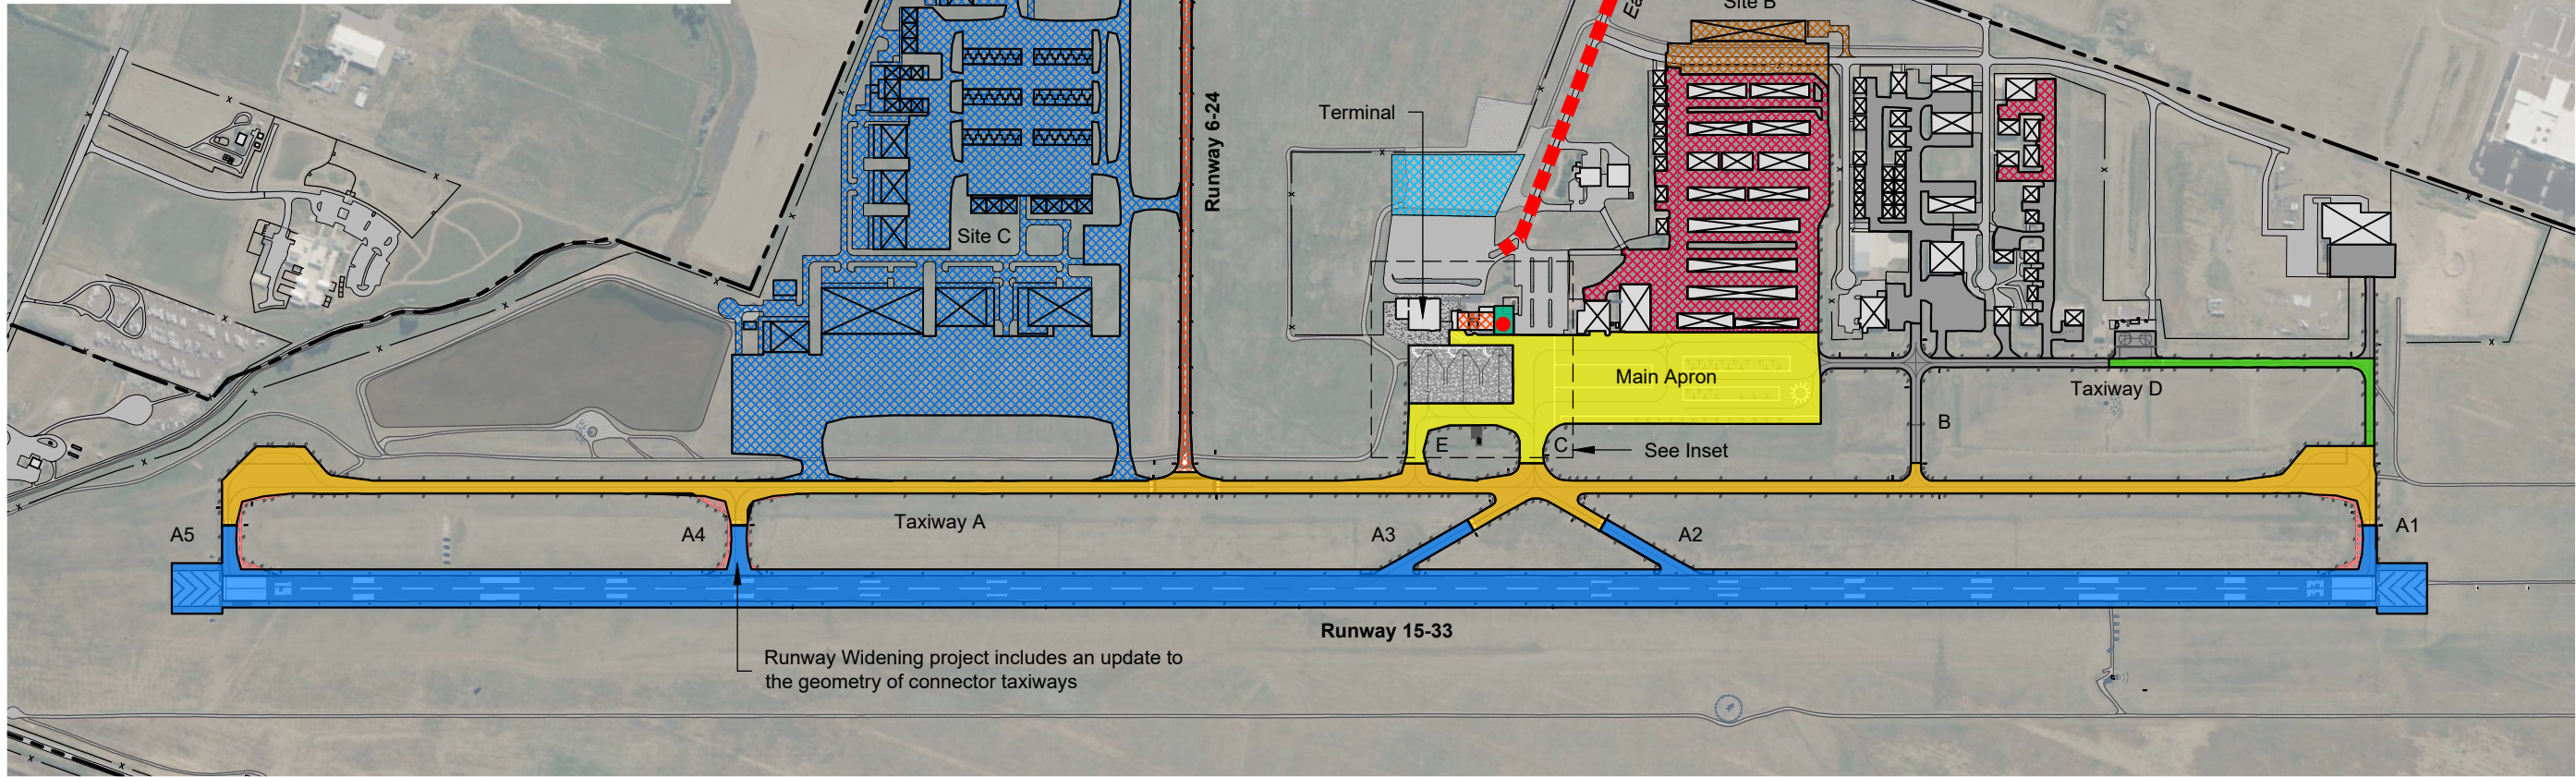 Site B
Ea
Terminal
Runway 6-24
Site C
Main Apron
Taxiway D
B
E
C
See Inset
A5
A4
Taxiway A
A3
A2
A1
Runway 15-33
Runway Widening project includes an update to
the geometry of connector taxiways